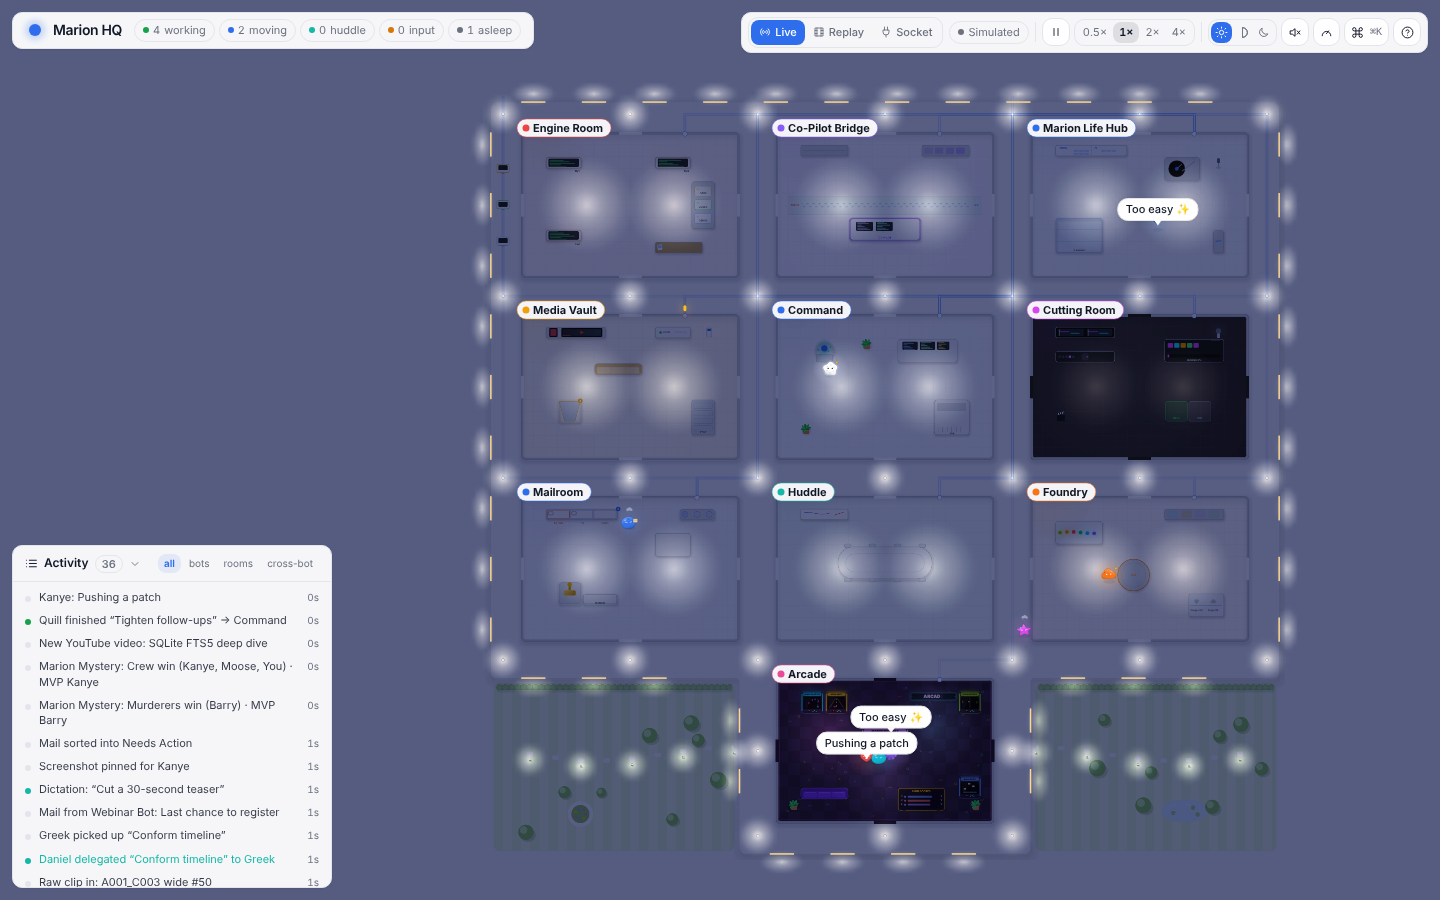 Marion HQ
4 working
2 moving
0 huddle
0 input
1 asleep
Live
Replay
Socket
Simulated
0.5×
1×
2×
4×
⌘K
Engine Room
Co-Pilot Bridge
Marion Life Hub
Too easy ✨
Media Vault
Command
Cutting Room
Mailroom
Huddle
Foundry
Arcade
ARCAD
Too easy ✨
Pushing a patch
Activity 36
all
bots
rooms
cross-bot
Kanye: Pushing a patch 0s
Quill finished “Tighten follow-ups” → Command 0s
New YouTube video: SQLite FTS5 deep dive 0s
Marion Mystery: Crew win (Kanye, Moose, You) · 0s
MVP Kanye
Marion Mystery: Murderers win (Barry) · MVP 0s
Barry
Mail sorted into Needs Action 1s
Screenshot pinned for Kanye 1s
Dictation: “Cut a 30-second teaser” 1s
Mail from Webinar Bot: Last chance to register 1s
Greek picked up “Conform timeline” 1s
Daniel delegated “Conform timeline” to Greek 1s
Raw clip in: A001_C003 wide #50 1s